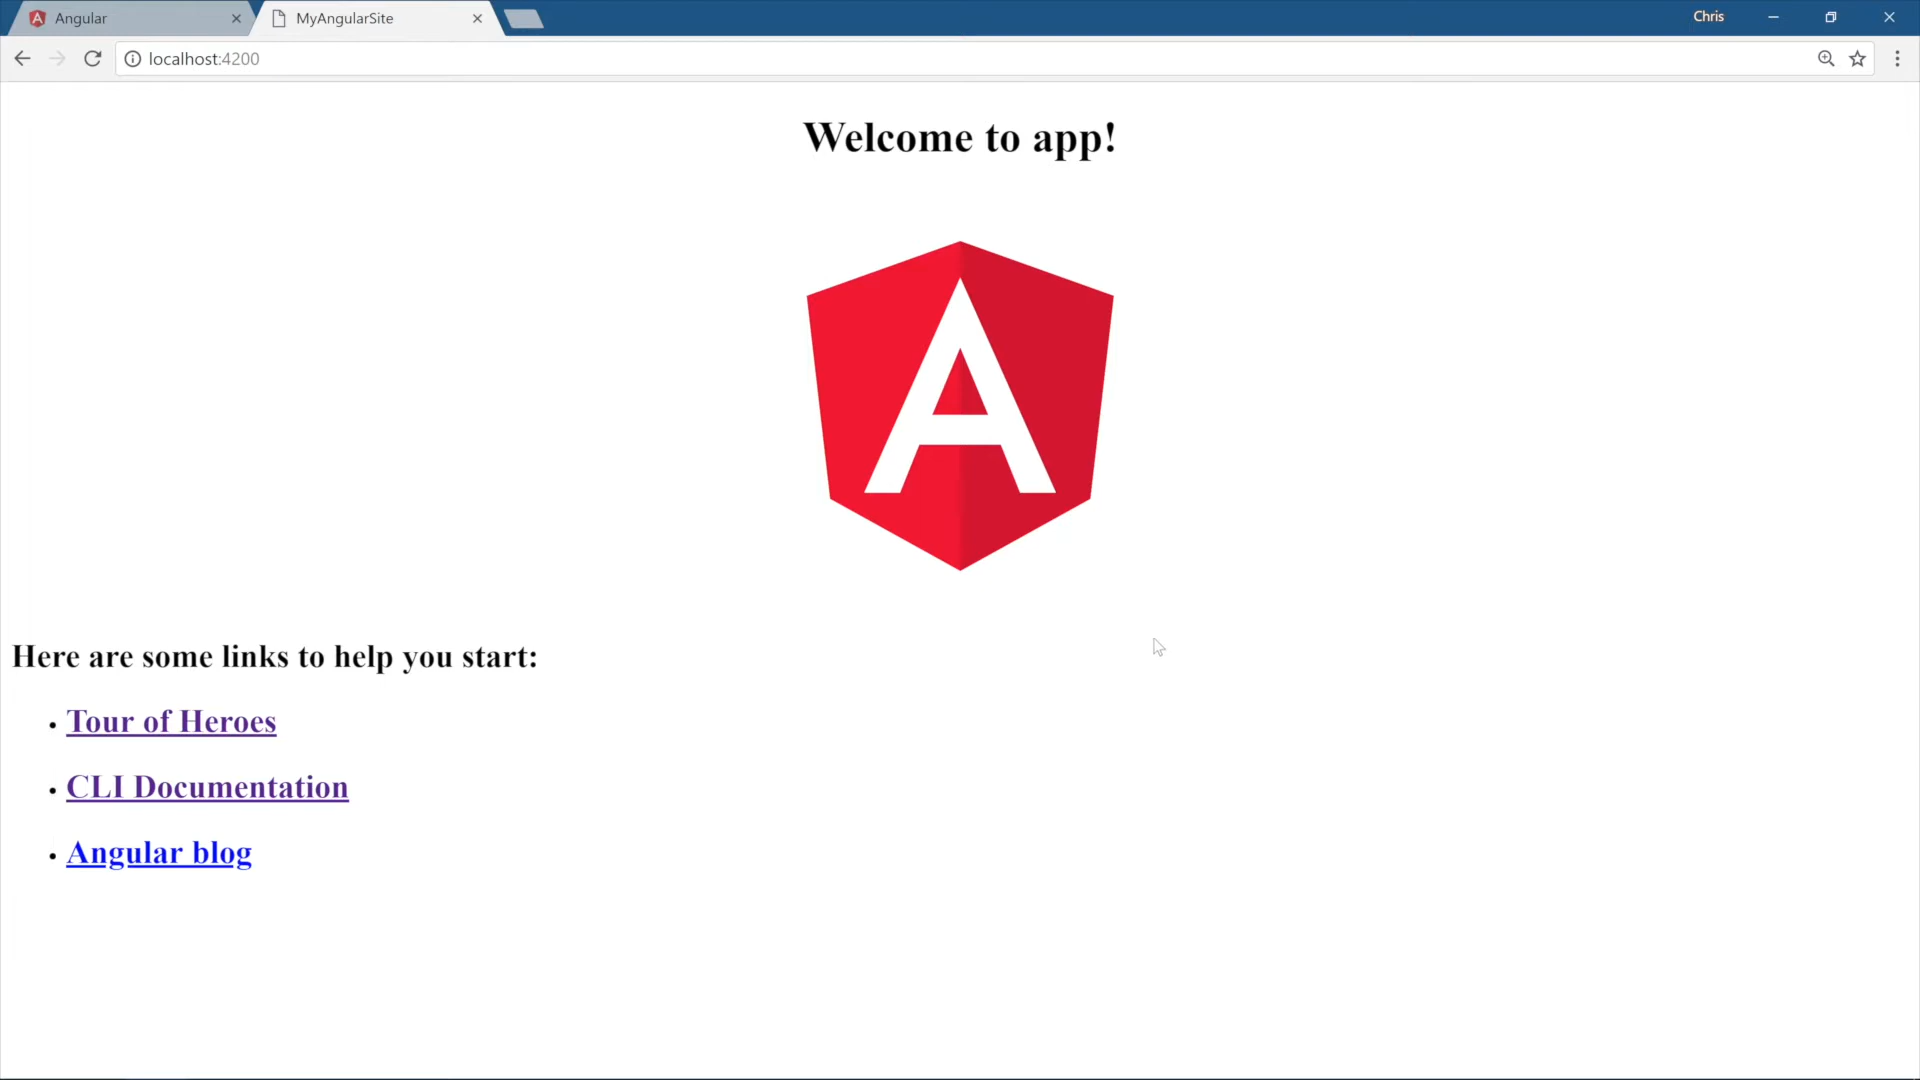 Angular
MyAngularSite
Chris
localhost:4200
Welcome to app!
A
Here are some links to help you start:
Tour of Heroes
CLI Documentation
Angular blog